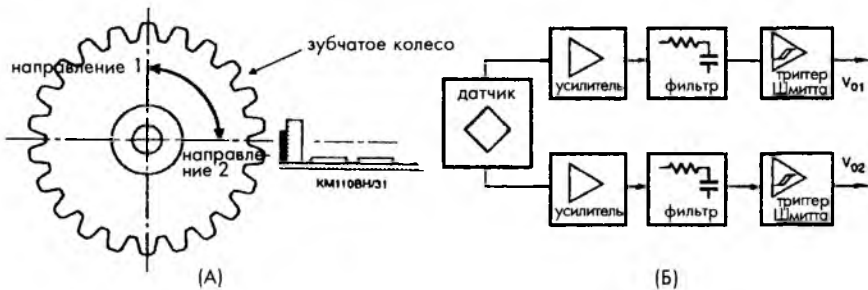 зубчатое колесо
направление 1
направле-
ние 2
КМ110ВН/31
(А)
датчик
усилитель
фильтр
триггер
Шмитта
V01
усилитель
фильтр
триггер
Шмитта
V02
(Б)